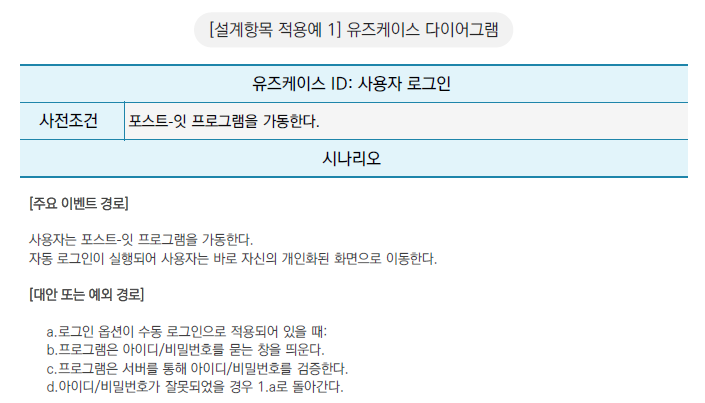 [설계항목 적용예 1] 유즈케이스 다이어그램
유즈케이스 ID: 사용자 로그인
사전조건
포스트-잇 프로그램을 가동한다.
시나리오
[주요 이벤트 경로]
사용자는 포스트-잇 프로그램을 가동한다.
자동 로그인이 실행되어 사용자는 바로 자신의 개인화된 화면으로 이동한다.
[대안 또는 예외 경로]
a.로그인 옵션이 수동 로그인으로 적용되어 있을 때:
b.프로그램은 아이디/비밀번호를 묻는 창을 띄운다.
c.프로그램은 서버를 통해 아이디/비밀번호를 검증한다.
d.아이디/비밀번호가 잘못되었을 경우 1.a로 돌아간다.